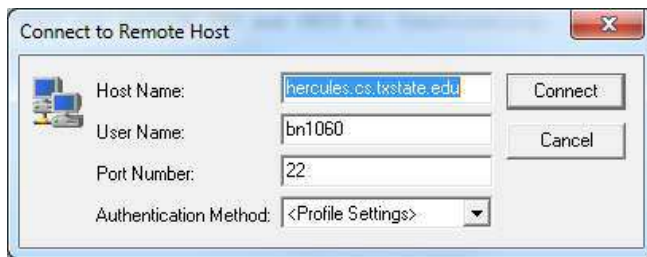 Connect to Remote Host
Host Name: hercules.cs.txstate.edu Connect
User Name: bn1060 Cancel
Port Number: 22
Authentication Method: <Profile Settings>